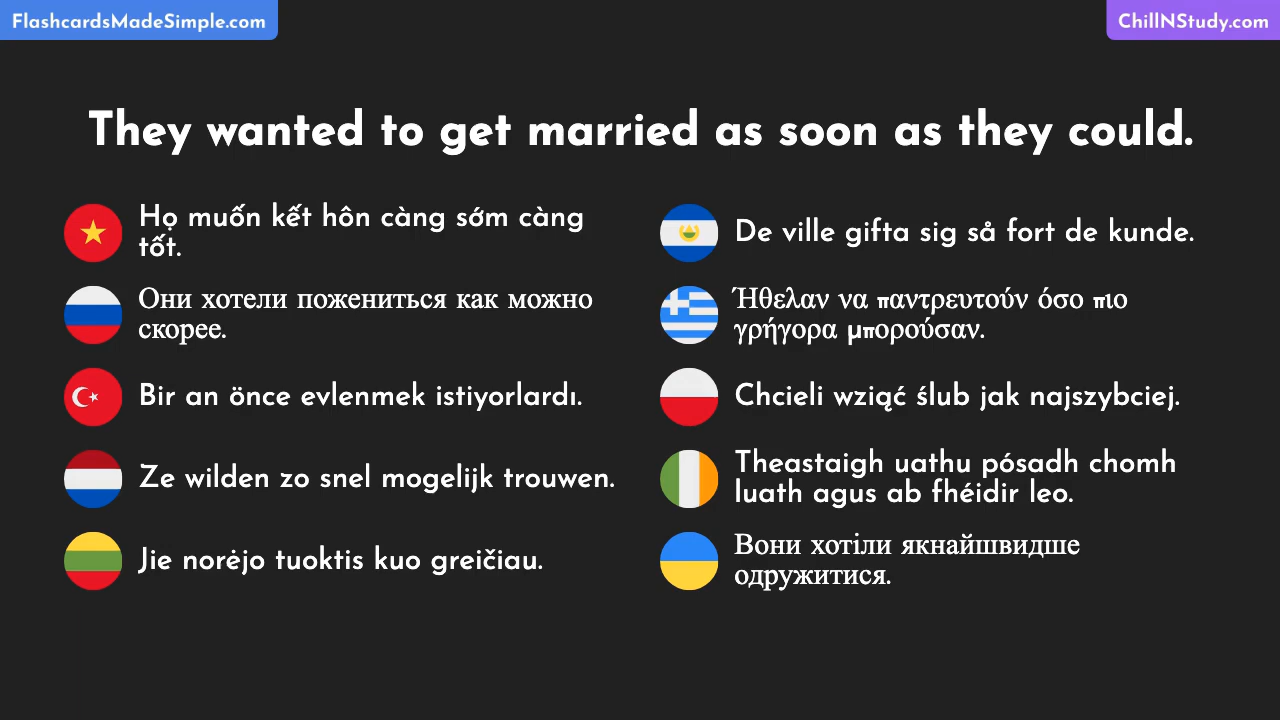 FlashcardsMadeSimple.com
ChillNStudy.com
They wanted to get married as soon as they could.
Họ muốn kết hôn càng sớm càng
tốt.
Они хотели пожениться как можно
скорее.
Bir an önce evlenmek istiyorlardı.
Ze wilden zo snel mogelijk trouwen.
Jie norėjo tuoktis kuo greičiau.
De ville gifta sig så fort de kunde.
Ήθελαν να παντρευτούν όσο πιο
γρήγορα μπορούσαν.
Chcieli wziąć ślub jak najszybciej.
Theastaigh uathu pósadh chomh
luath agus ab fhéidir leo.
Вони хотіли якнайшвидше
одружитися.